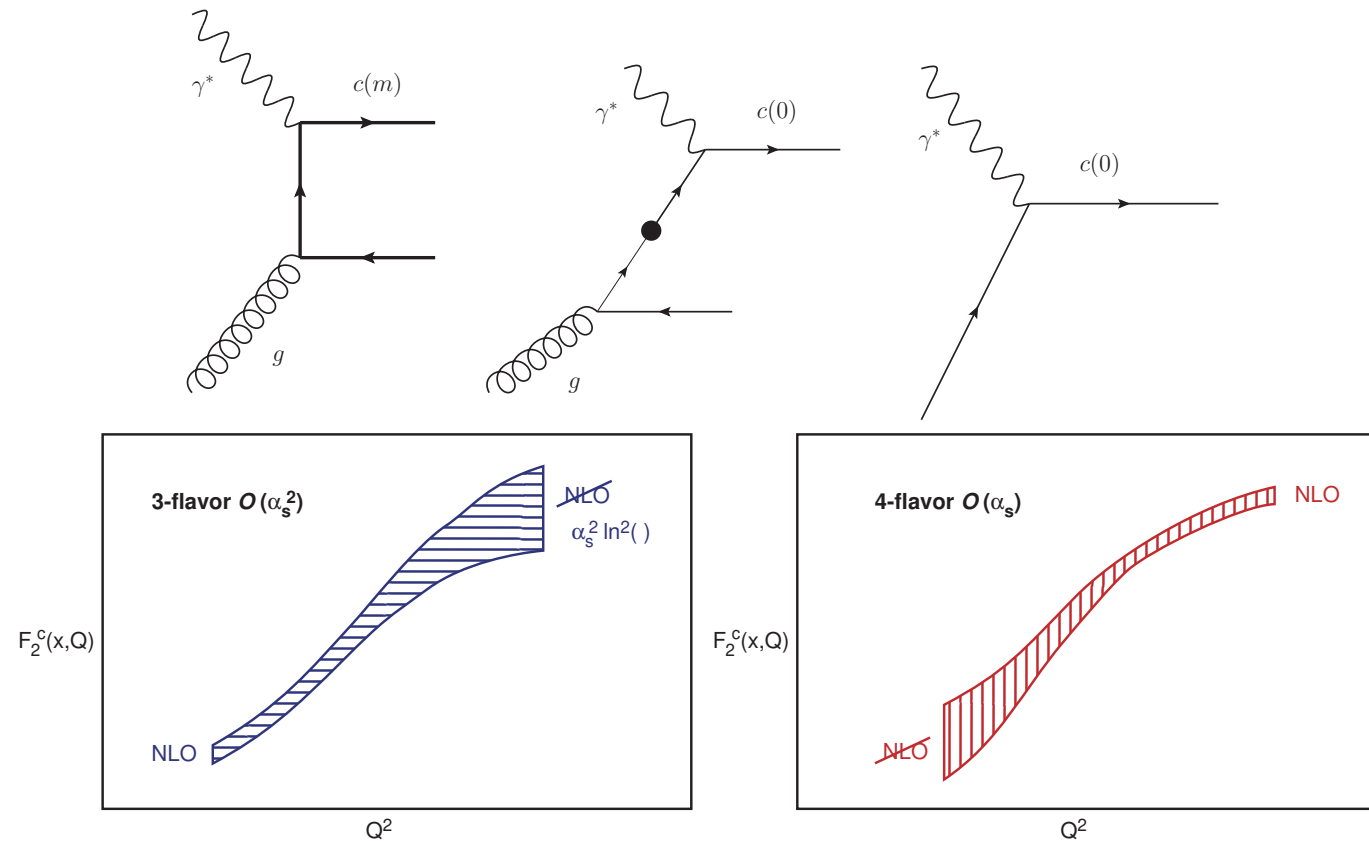 γ* c(m)
g
γ* c(0)
g
γ* c(0)
3-flavor O(αₛ²)
NLO
αₛ² ln²( )
F₂ᶜ(x,Q)
NLO
Q²
4-flavor O(αₛ)
NLO
F₂ᶜ(x,Q)
NLO
Q²